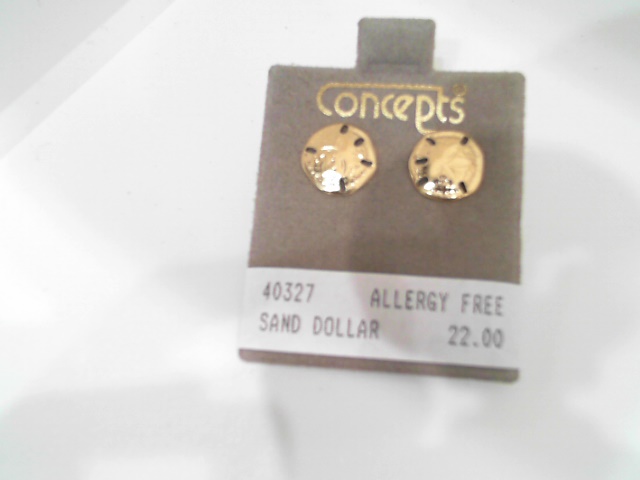 Concepts®
40327 ALLERGY FREE
SAND DOLLAR 22.00